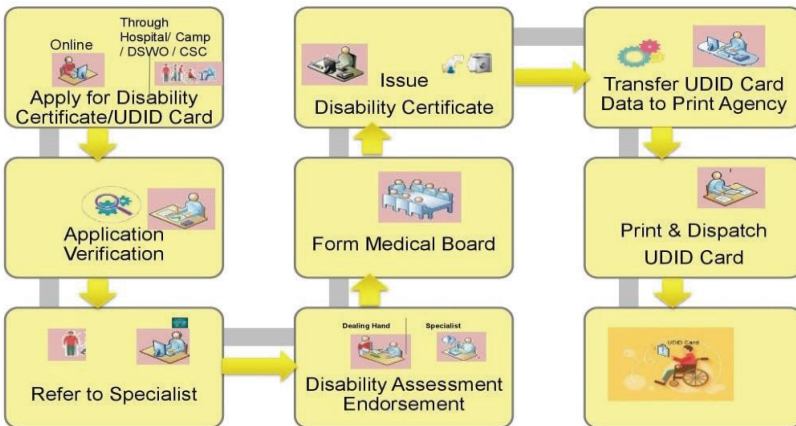 Online
Through
Hospital/ Camp
/ DSWO / CSC
Apply for Disability
Certificate/UDID Card
Application
Verification
Refer to Specialist
Dealing Hand
Specialist
Disability Assessment
Endorsement
Form Medical Board
Issue
Disability Certificate
Transfer UDID Card
Data to Print Agency
Print & Dispatch
UDID Card
UDID Card